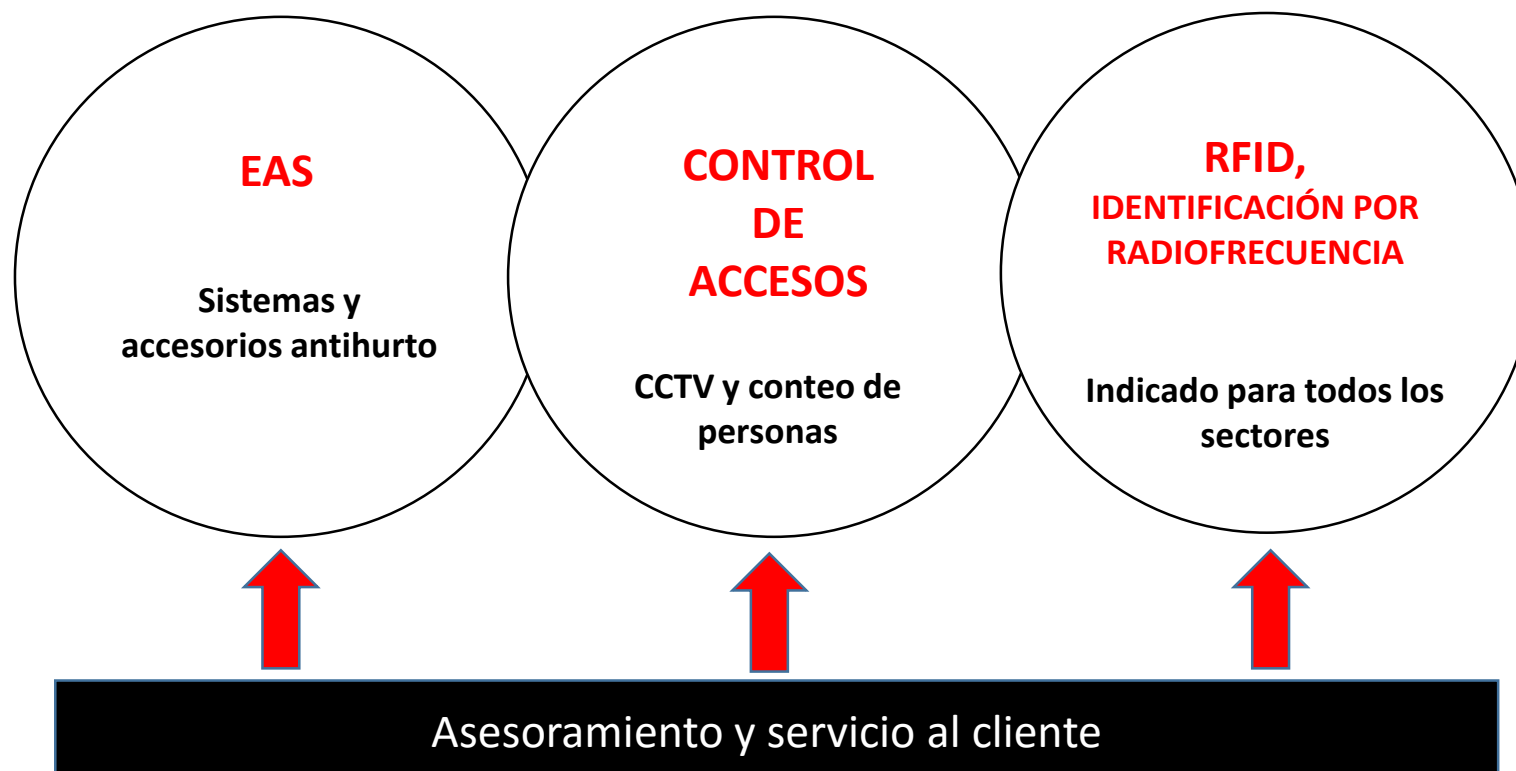 EAS
Sistemas y
accesorios antihurto
CONTROL
DE
ACCESOS
CCTV y conteo de
personas
RFID,
IDENTIFICACIÓN POR
RADIOFRECUENCIA
Indicado para todos los
sectores
Asesoramiento y servicio al cliente